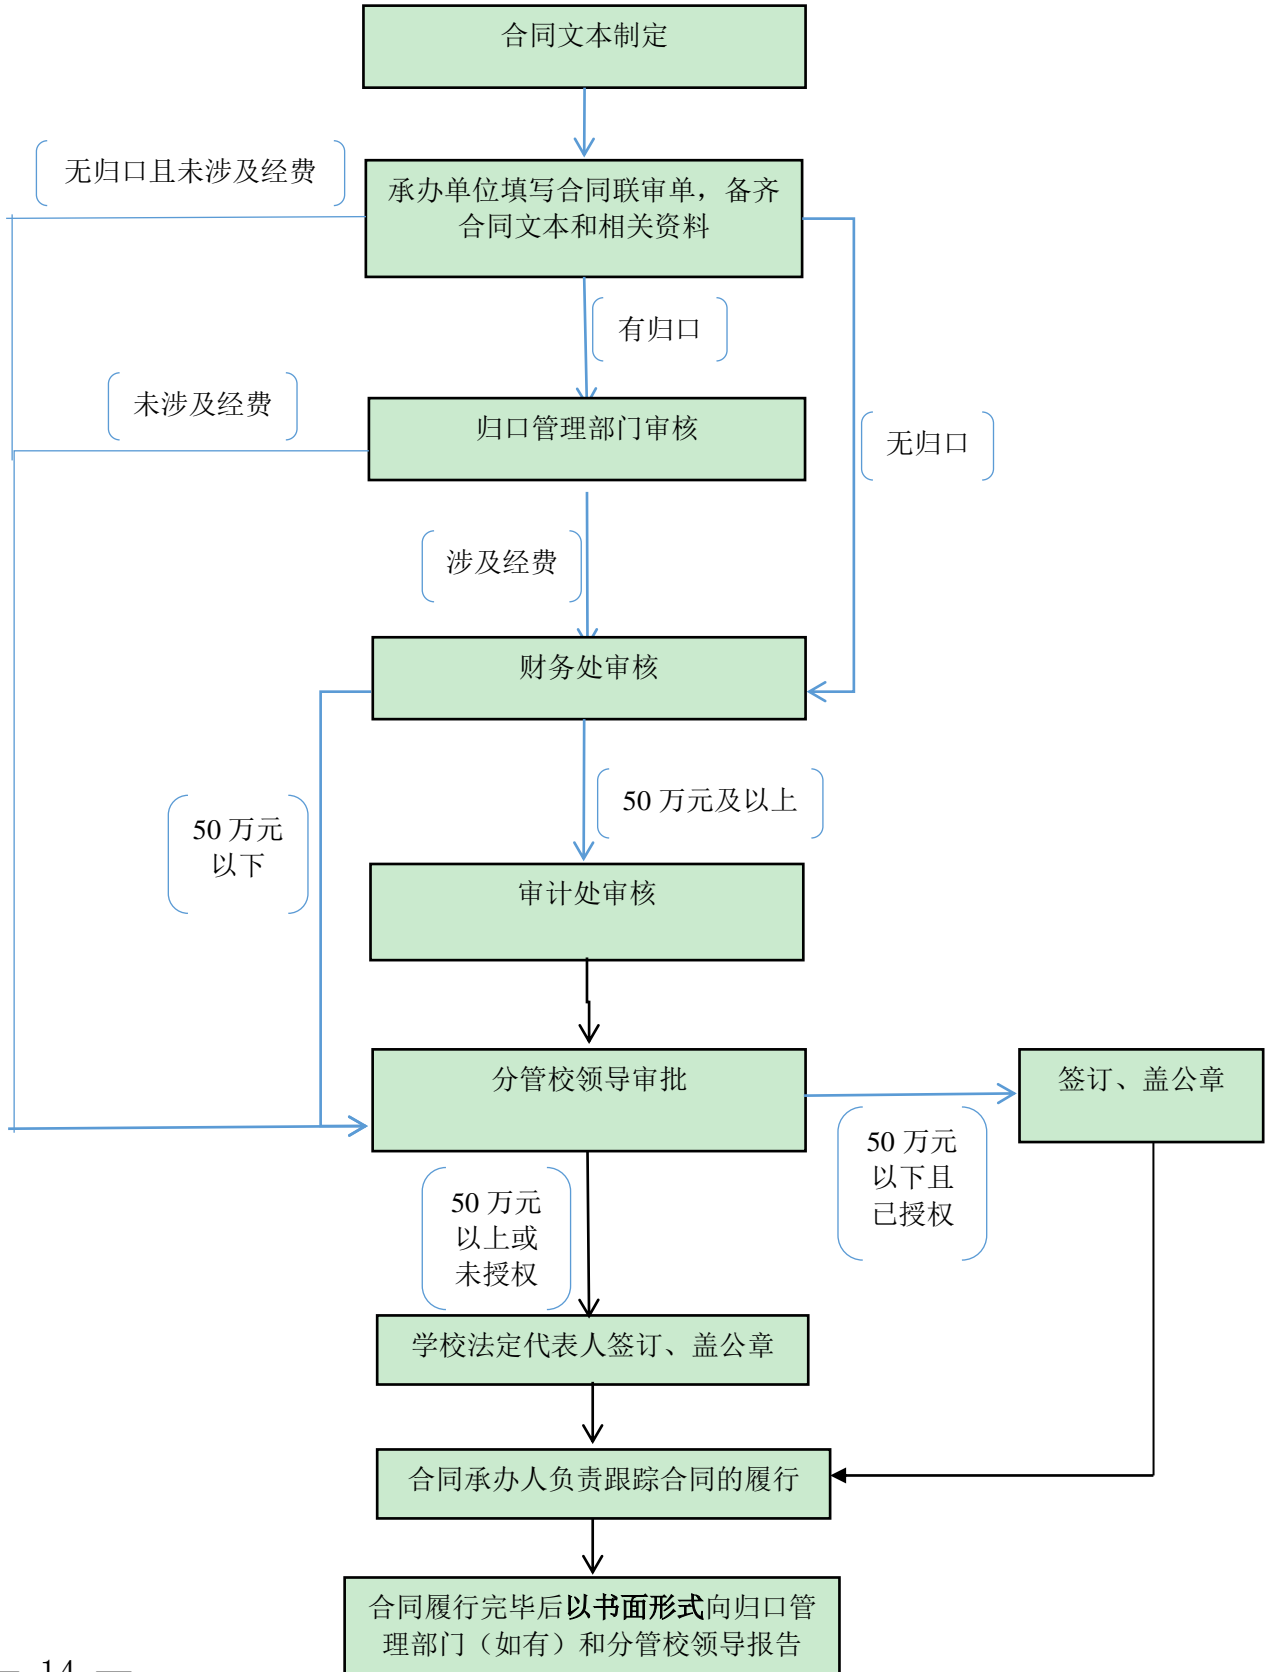 合同文本制定
无归口且未涉及经费
承办单位填写合同联审单，备齐
合同文本和相关资料
有归口
未涉及经费
归口管理部门审核
无归口
涉及经费
财务处审核
50 万元及以上
50 万元
以下
审计处审核
分管校领导审批
签订、盖公章
50 万元
以下且
已授权
50 万元
以上或
未授权
学校法定代表人签订、盖公章
合同承办人负责跟踪合同的履行
合同履行完毕后以书面形式向归口管
理部门（如有）和分管校领导报告
— 14 —